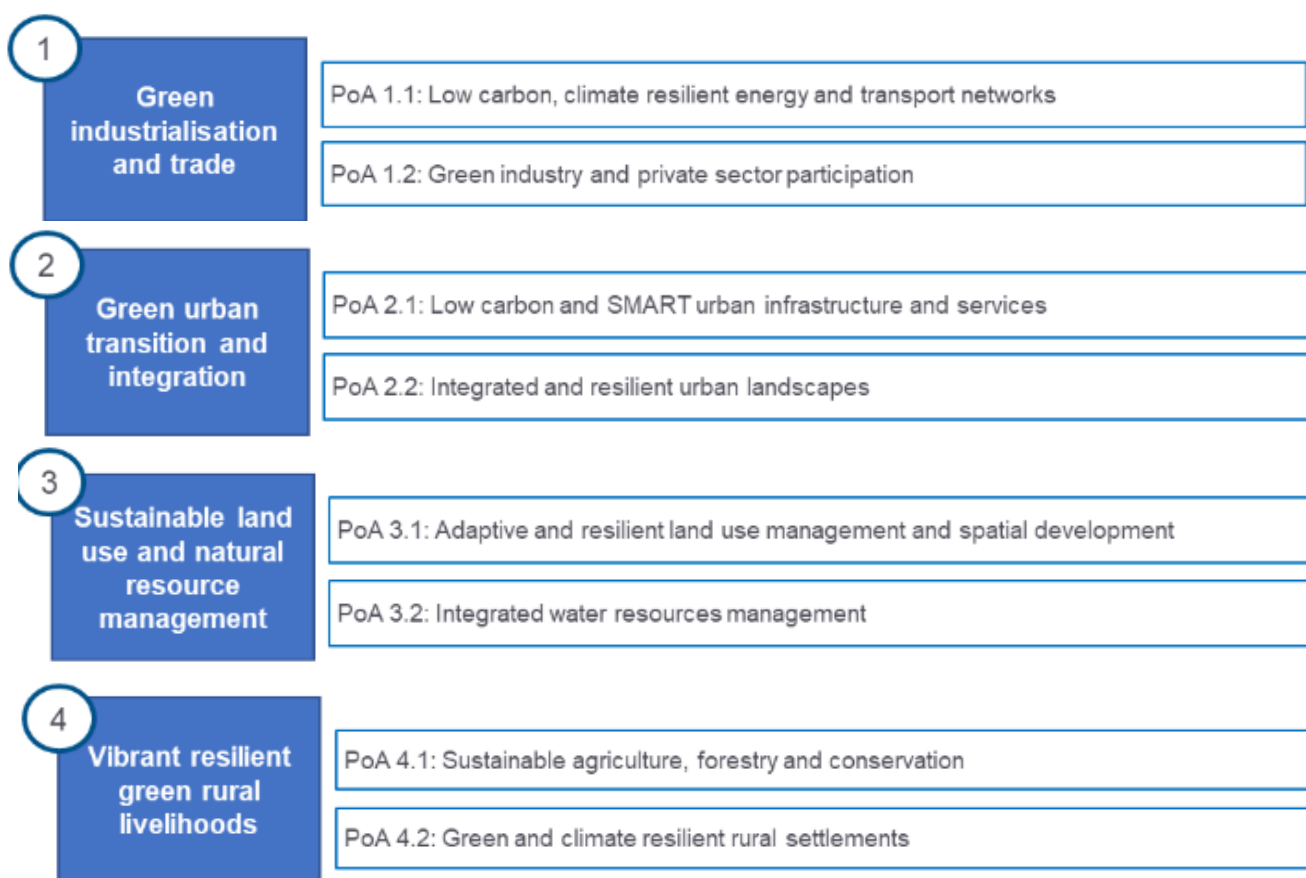 1
Green
industrialisation
and trade
PoA 1.1: Low carbon, climate resilient energy and transport networks
PoA 1.2: Green industry and private sector participation
2
Green urban
transition and
integration
PoA 2.1: Low carbon and SMART urban infrastructure and services
PoA 2.2: Integrated and resilient urban landscapes
3
Sustainable land
use and natural
resource
management
PoA 3.1: Adaptive and resilient land use management and spatial development
PoA 3.2: Integrated water resources management
4
Vibrant resilient
green rural
livelihoods
PoA 4.1: Sustainable agriculture, forestry and conservation
PoA 4.2: Green and climate resilient rural settlements